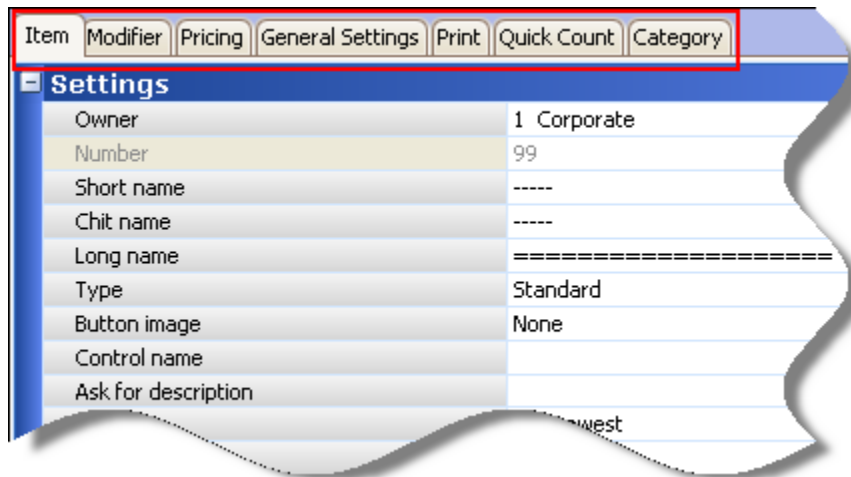 Item Modifier Pricing General Settings Print Quick Count Category
Settings
Owner 1 Corporate
Number 99
Short name -----
Chit name -----
Long name ====================
Type Standard
Button image None
Control name
Ask for description